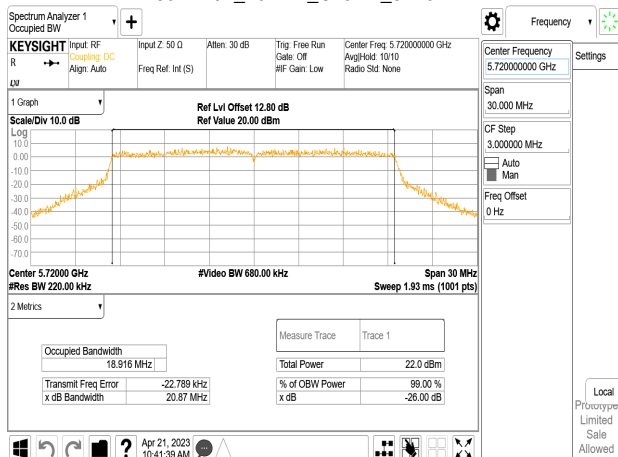 Spectrum Analyzer 1
Occupied BW
Frequency
KEYSIGHT
R
Input: RF
Coupling: DC
Align: Auto
Input Z: 50 Ω
Freq Ref: Int (S)
Atten: 30 dB
Trig: Free Run
Gate: Off
#IF Gain: Low
Center Freq: 5.720000000 GHz
Avg|Hold: 10/10
Radio Std: None
1 Graph
Scale/Div 10.0 dB
Ref Lvl Offset 12.80 dB
Ref Value 20.00 dBm
Log
10.0
0.00
-10.0
-20.0
-30.0
-40.0
-50.0
-60.0
-70.0
Center 5.72000 GHz
#Video BW 680.00 kHz
Span 30 MHz
#Res BW 220.00 kHz
Sweep 1.93 ms (1001 pts)
2 Metrics
Measure Trace Trace 1
Occupied Bandwidth
18.916 MHz
Total Power 22.0 dBm
Transmit Freq Error -22.789 kHz
% of OBW Power 99.00 %
x dB Bandwidth 20.87 MHz
x dB -26.00 dB
Center Frequency
5.720000000 GHz
Settings
Span
30.000 MHz
CF Step
3.000000 MHz
Auto
Man
Freq Offset
0 Hz
Local
Prototype
Limited
Sale
Allowed
?
Apr 21, 2023
10:41:39 AM